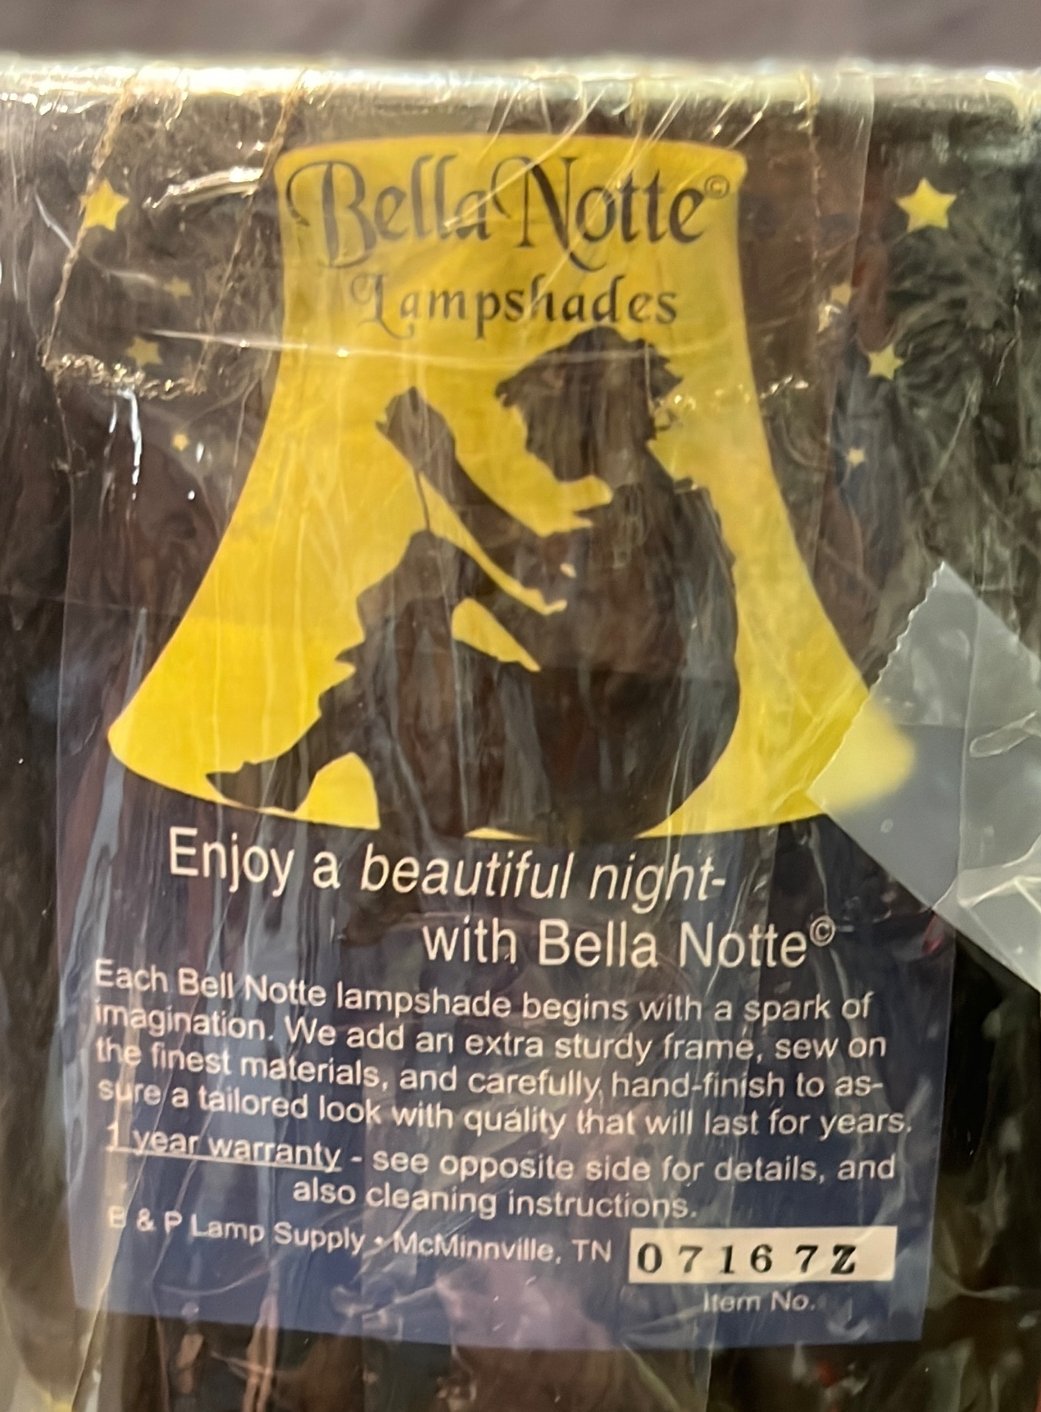 Bella Notte©
Lampshades
Enjoy a beautiful night-
with Bella Notte©
Each Bell Notte lampshade begins with a spark of
imagination. We add an extra sturdy frame, sew on
the finest materials, and carefully hand-finish to as-
sure a tailored look with quality that will last for years.
1 year warranty - see opposite side for details, and
also cleaning instructions.
B & P Lamp Supply • McMinnville, TN 07167Z
Item No.